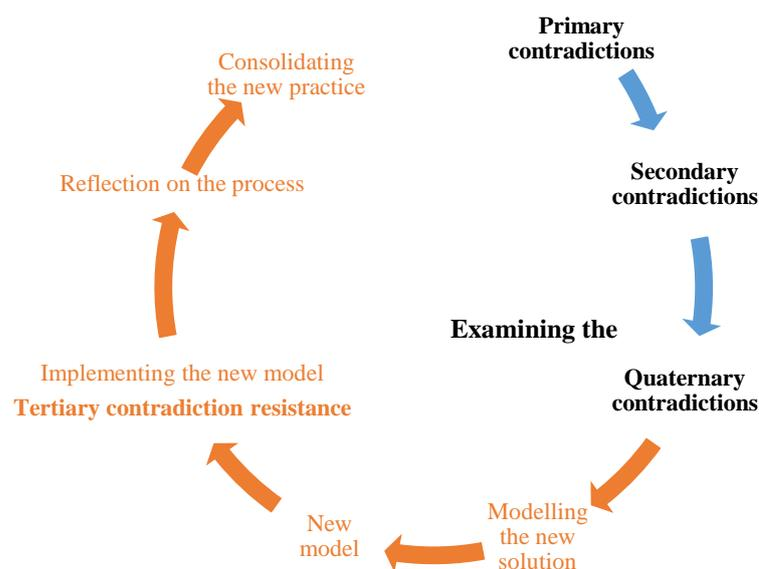 Primary
contradictions
Secondary
contradictions
Examining the
Quaternary
contradictions
Modelling
the new
solution
New
model
Implementing the new model
Tertiary contradiction resistance
Reflection on the process
Consolidating
the new practice